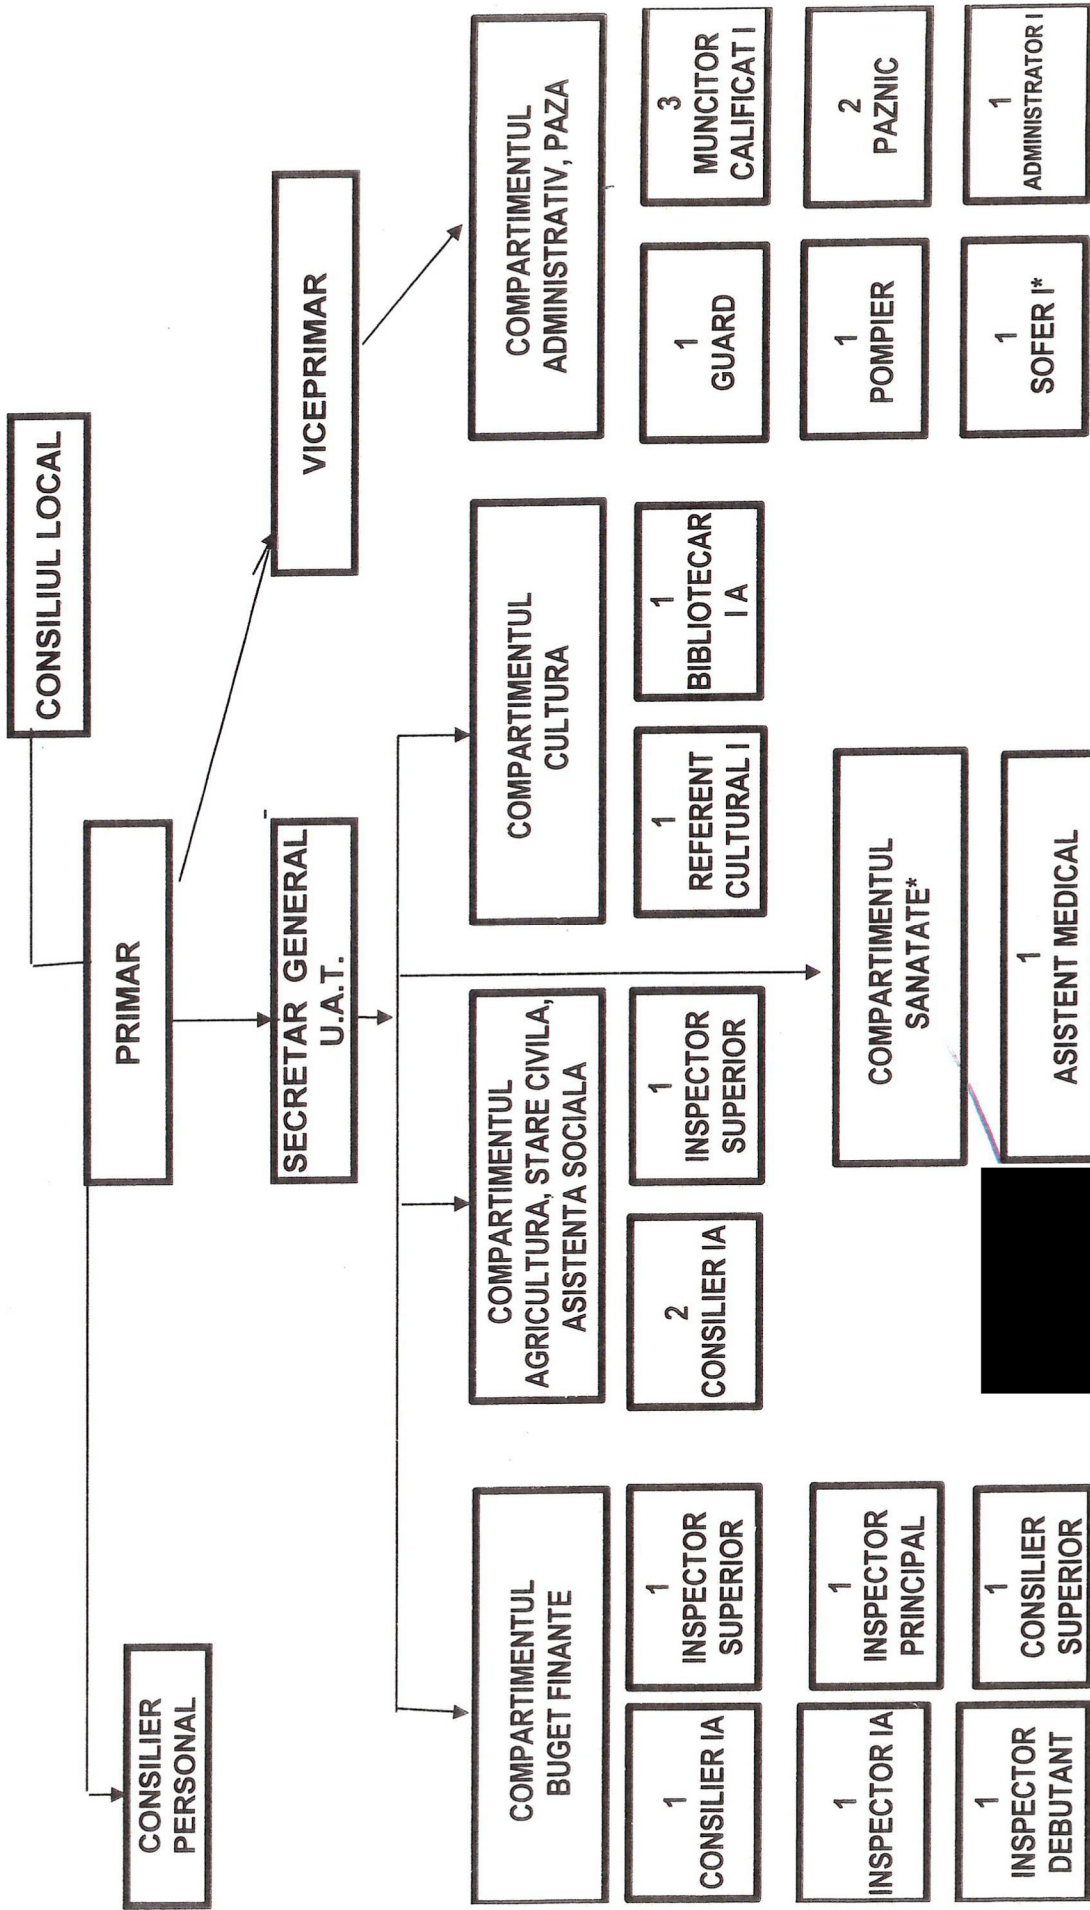 CONSILIUL LOCAL
PRIMAR
CONSILIER
PERSONAL
SECRETAR GENERAL
U.A.T.
VICEPRIMAR
COMPARTIMENTUL
BUGET FINANTE
1
CONSILIER IA
1
INSPECTOR
SUPERIOR
1
INSPECTOR IA
1
INSPECTOR
PRINCIPAL
1
INSPECTOR
DEBUTANT
1
CONSILIER
SUPERIOR
COMPARTIMENTUL
AGRICULTURA, STARE CIVILA,
ASISTENTA SOCIALA
2
CONSILIER IA
1
INSPECTOR
SUPERIOR
COMPARTIMENTUL
CULTURA
1
REFERENT
CULTURAL I
1
BIBLIOTECAR
I A
COMPARTIMENTUL
SANATATE*
1
ASISTENT MEDICAL
COMPARTIMENTUL
ADMINISTRATIV, PAZA
1
GUARD
3
MUNCITOR
CALIFICAT I
1
POMPIER
2
PAZNIC
1
SOFER I*
1
ADMINISTRATOR I